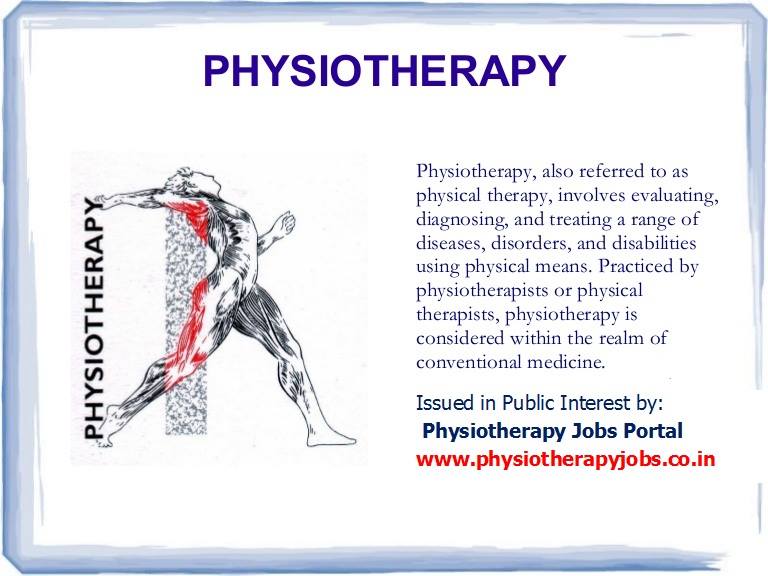 PHYSIOTHERAPY
PHYSIOTHERAPY
Physiotherapy, also referred to as
physical therapy, involves evaluating,
diagnosing, and treating a range of
diseases, disorders, and disabilities
using physical means. Practiced by
physiotherapists or physical
therapists, physiotherapy is
considered within the realm of
conventional medicine.
Issued in Public Interest by:
Physiotherapy Jobs Portal
www.physiotherapyjobs.co.in